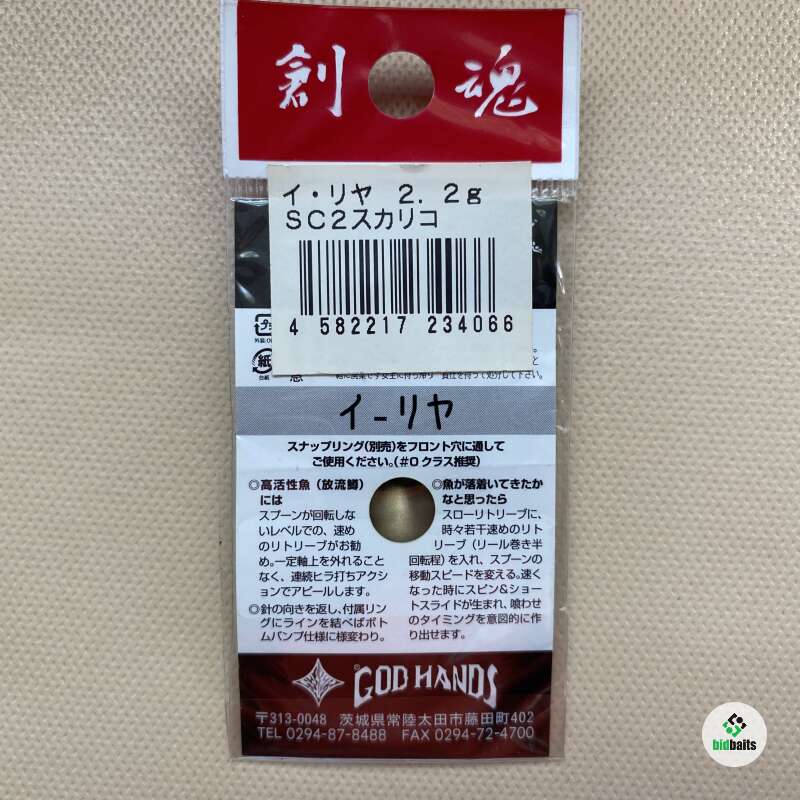 創 魂
イ・リヤ 2.2g
SC2スカリコ
4 582217 234066
紙
台紙
イ-リヤ
スナップリング(別売)をフロント穴に通して
ご使用ください。(#0クラス推奨)
◎高活性魚(放流鱒)
には
スプーンが回転しな
いレベルでの、速め
のリトリーブがお勧
め。一定軸上を外れること
なく、連続ヒラ打ちアクシ
ョンでアピールします。
◎針の向きを返し、付属リン
グにラインを結べばボト
ムバンプ仕様に様変わり。
◎魚が落着いてきたか
なと思ったら
スローリトリーブに、
時々若干速めのリト
リーブ(リール巻き半
回転程)を入れ、スプーンの
移動スピードを変える。速く
なった時にスピン&ショー
トスライドが生まれ、喰わせ
のタイミングを意図的に作
り出せます。
®GOD HANDS
〒313-0048 茨城県常陸太田市藤田町402
TEL 0294-87-8488 FAX 0294-72-4700
bidbaits